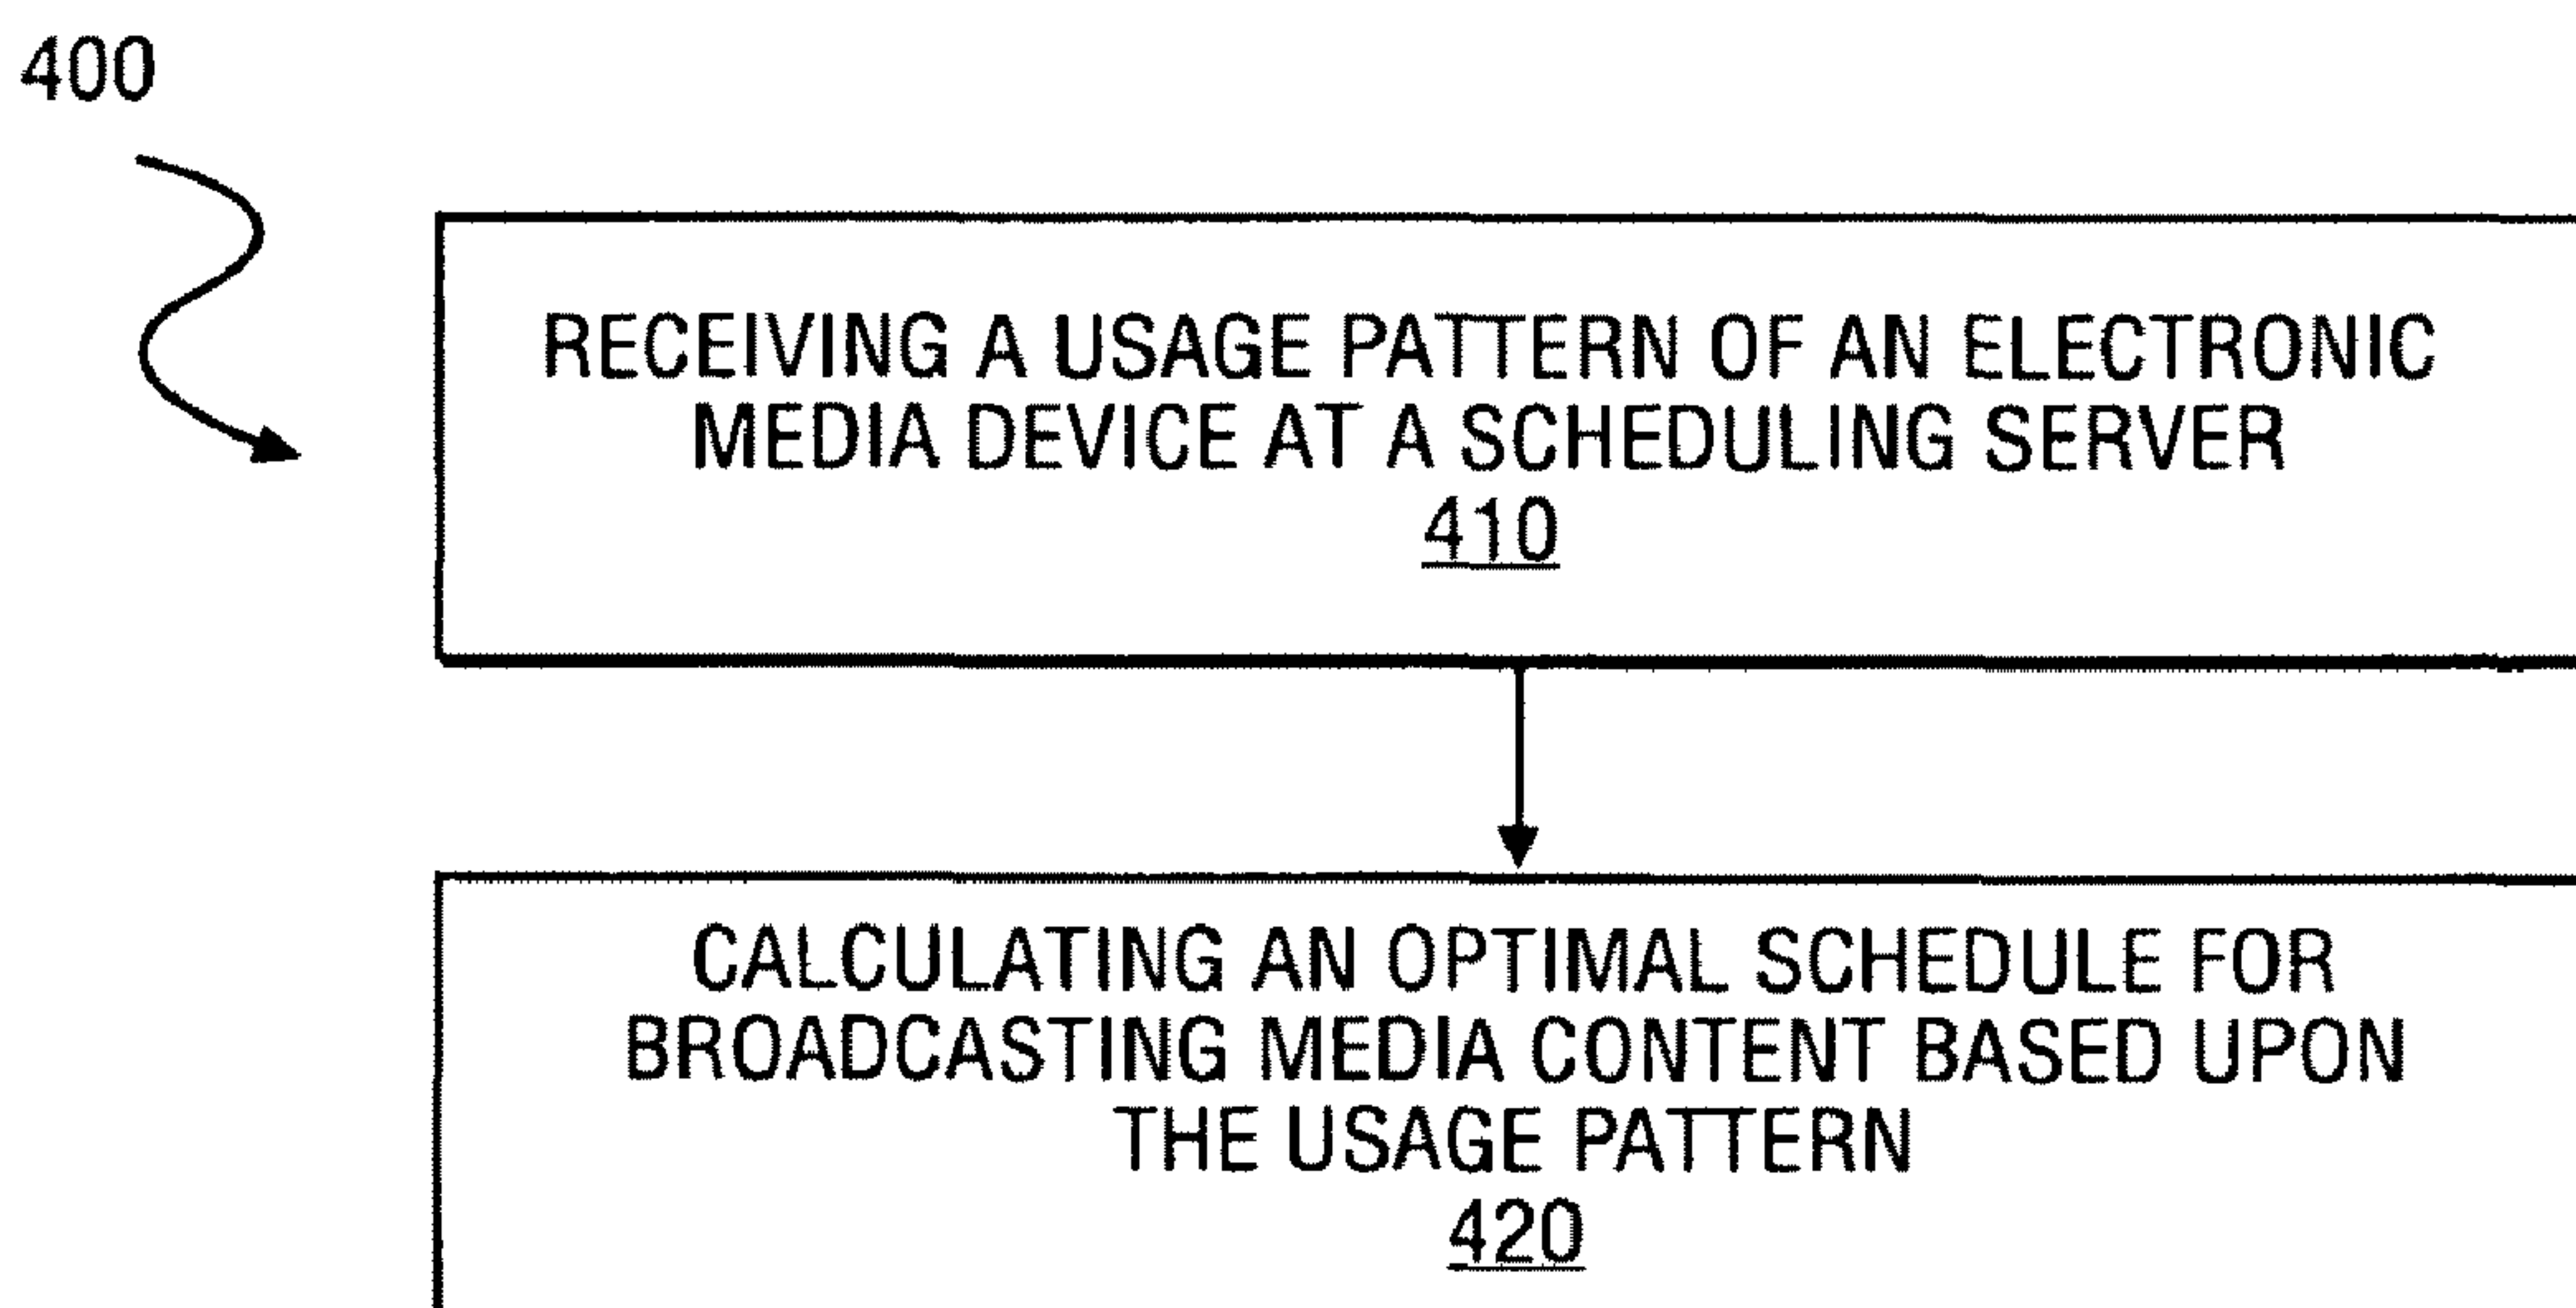 400
RECEIVING A USAGE PATTERN OF AN ELECTRONIC
MEDIA DEVICE AT A SCHEDULING SERVER
410
CALCULATING AN OPTIMAL SCHEDULE FOR
BROADCASTING MEDIA CONTENT BASED UPON
THE USAGE PATTERN
420